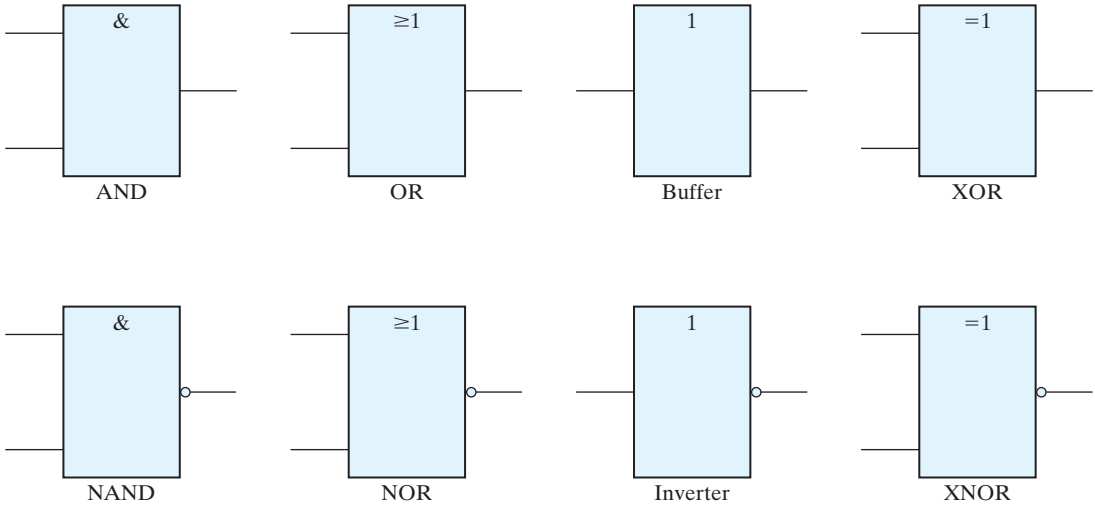 & ≥1 1 =1
AND OR Buffer XOR
& ≥1 1 =1
NAND NOR Inverter XNOR